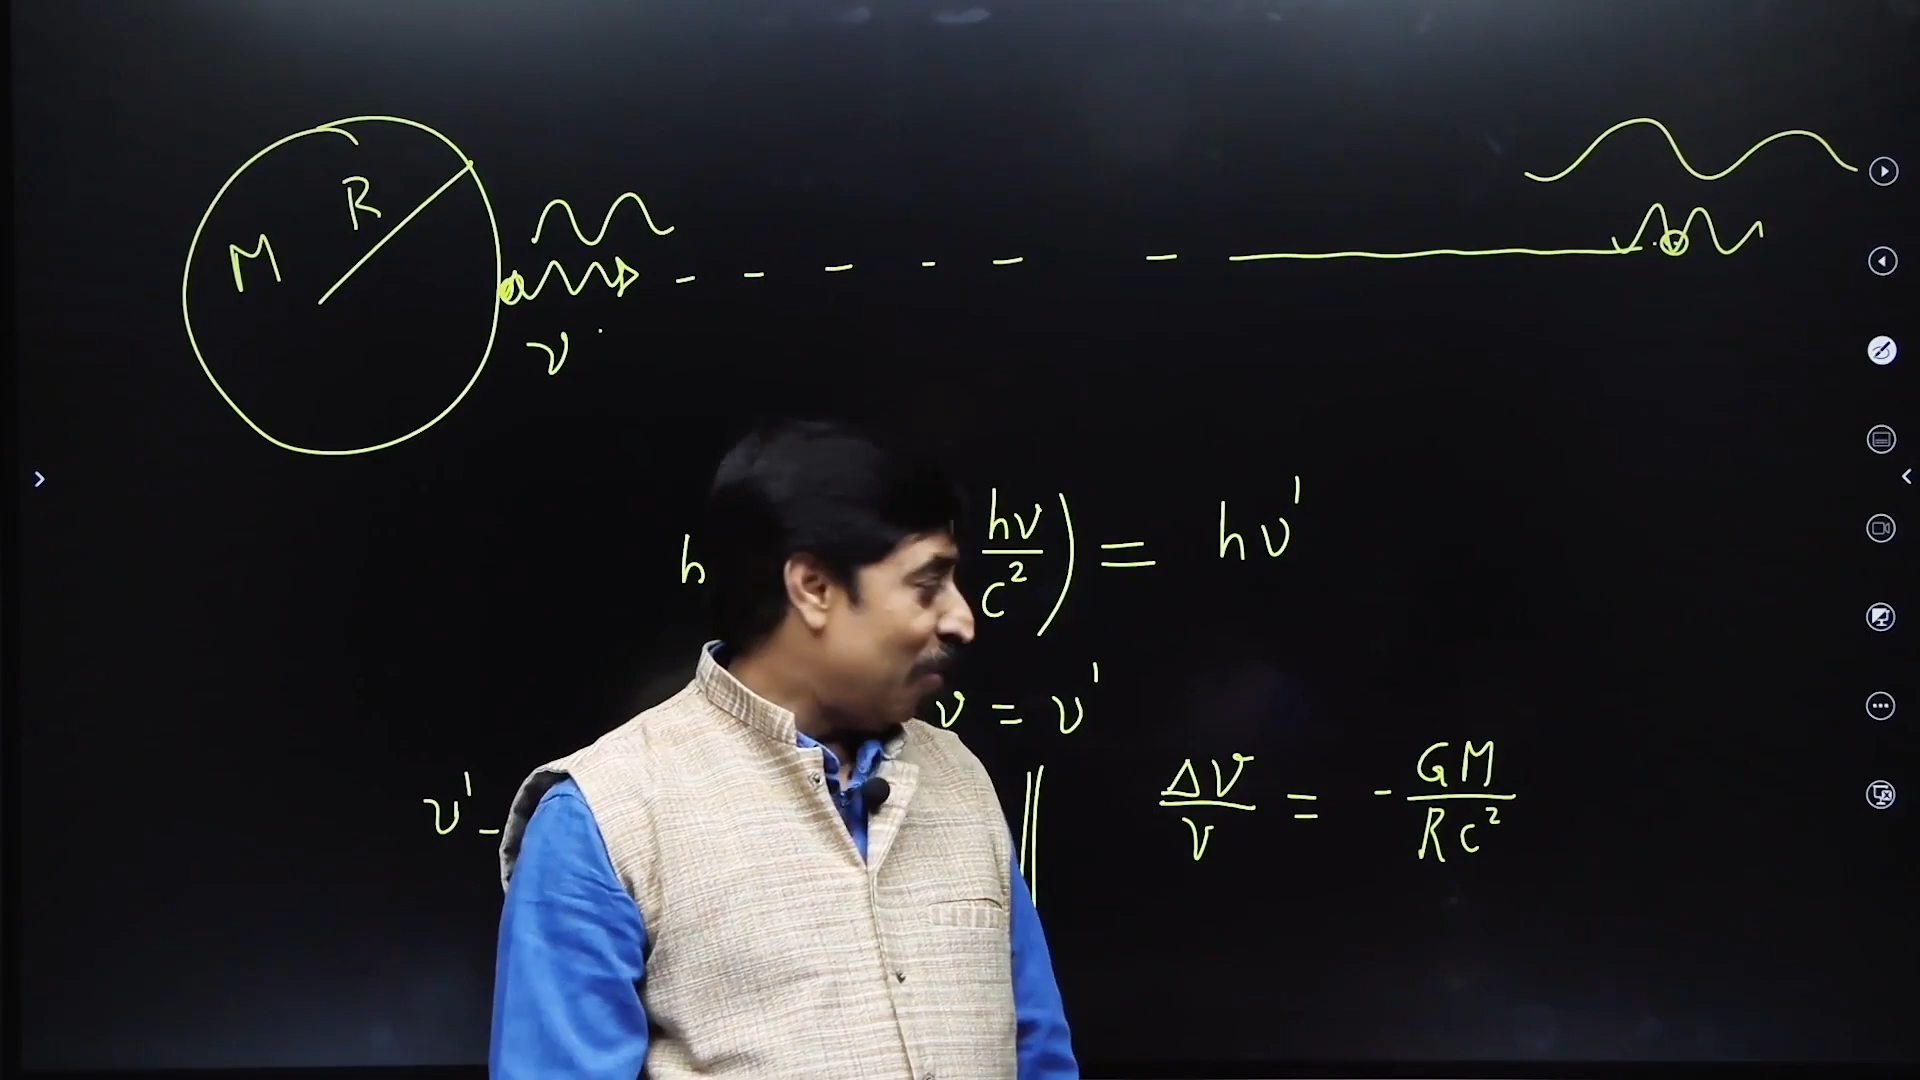 M R
ν
h hν/c² ) = hν'
ν = ν'
ν' -
Δν/ν = - GM/Rc²